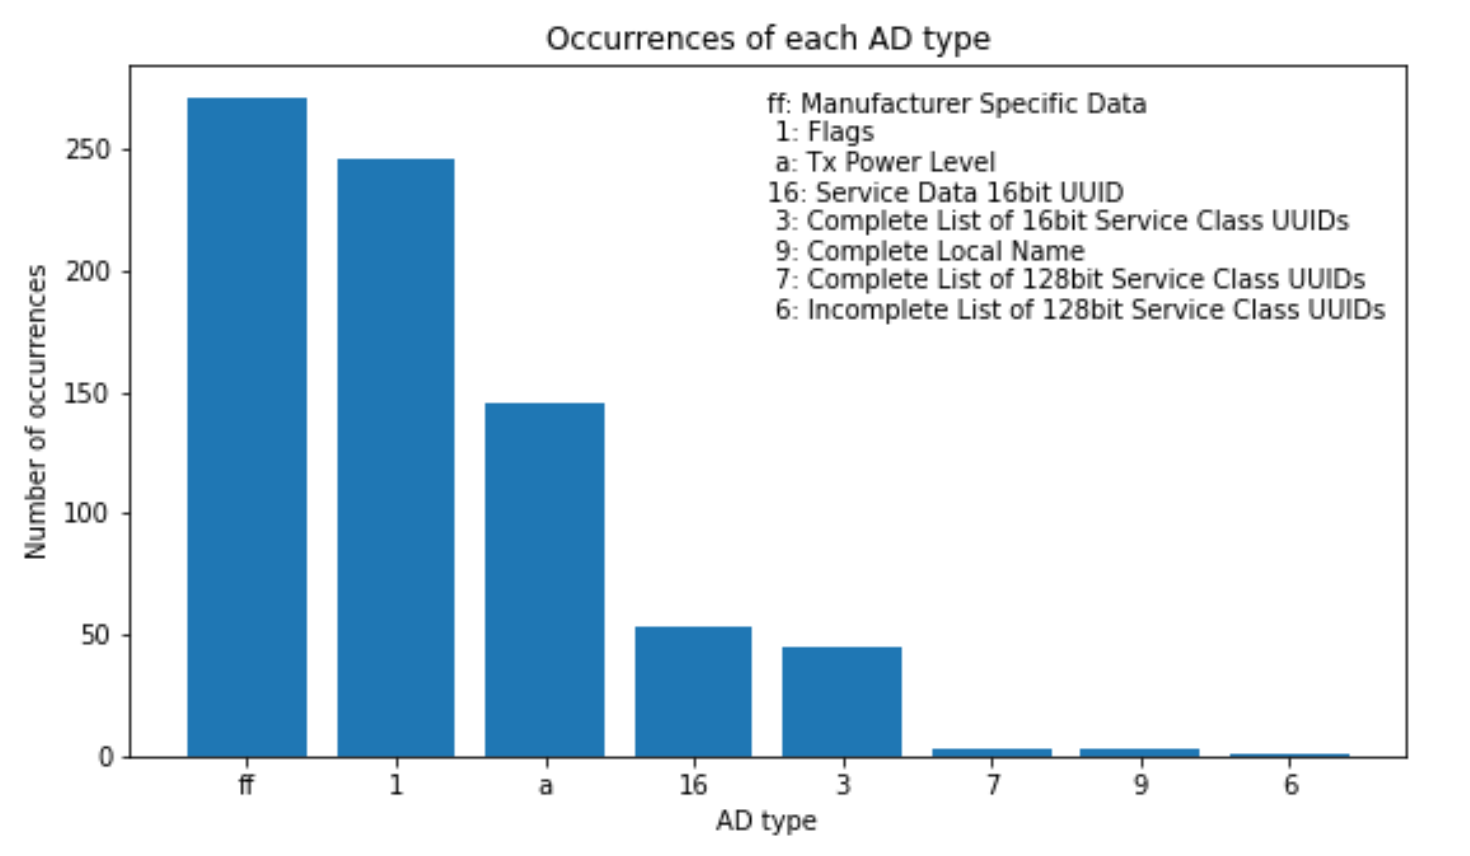 Occurrences of each AD type
ff: Manufacturer Specific Data
1: Flags
a: Tx Power Level
16: Service Data 16bit UUID
3: Complete List of 16bit Service Class UUIDs
9: Complete Local Name
7: Complete List of 128bit Service Class UUIDs
6: Incomplete List of 128bit Service Class UUIDs
Number of occurrences
250
200
150
100
50
0
ff 1 a 16 3 7 9 6
AD type